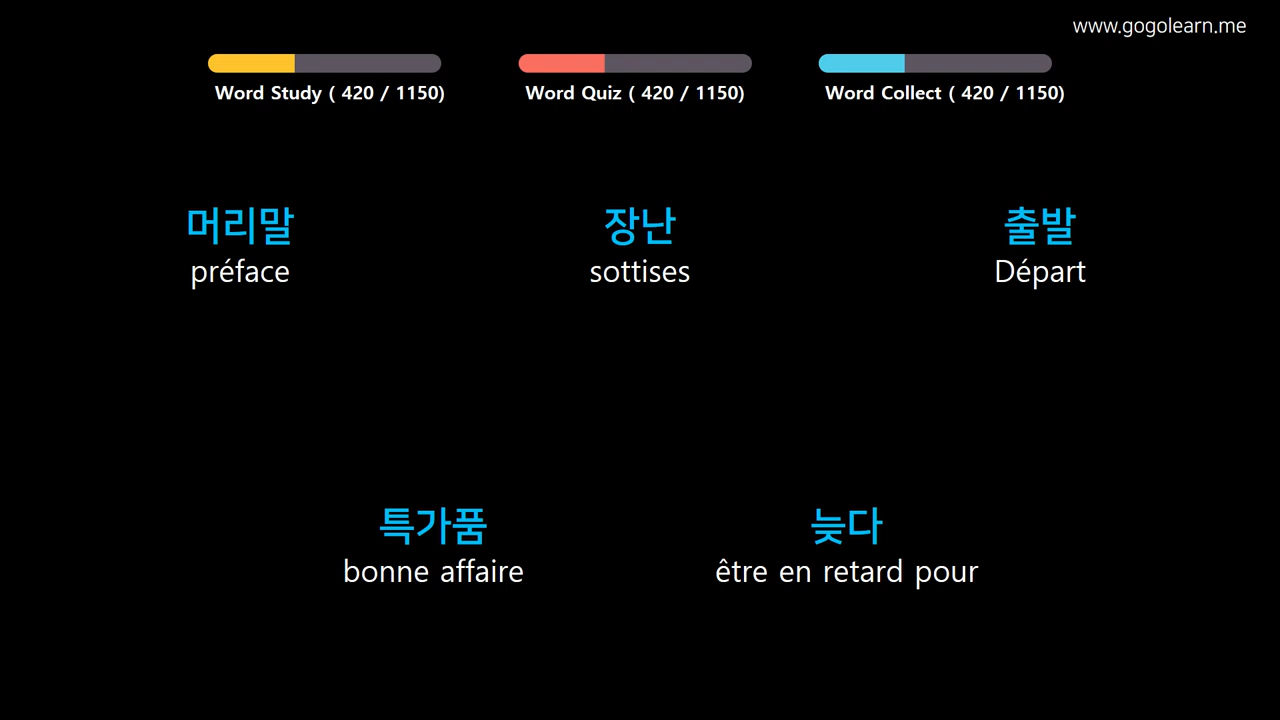 www.gogolearn.me
Word Study ( 420 / 1150)
Word Quiz ( 420 / 1150)
Word Collect ( 420 / 1150)
머리말
préface
장난
sottises
출발
Départ
특가품
bonne affaire
늦다
être en retard pour